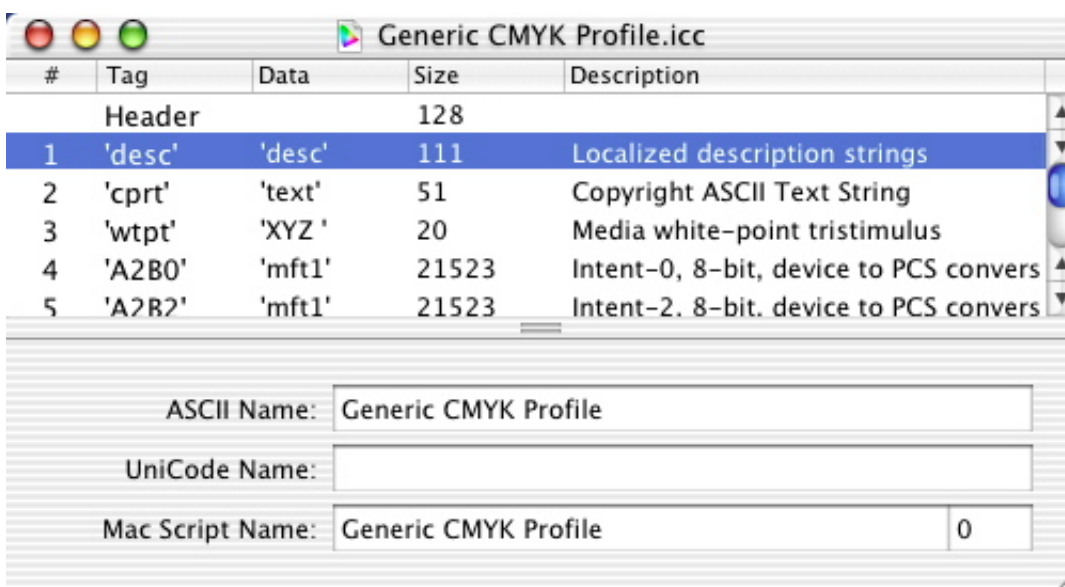 Generic CMYK Profile.icc
# Tag Data Size Description
Header 128
1 'desc' 'desc' 111 Localized description strings
2 'cprt' 'text' 51 Copyright ASCII Text String
3 'wtpt' 'XYZ ' 20 Media white-point tristimulus
4 'A2B0' 'mft1' 21523 Intent-0, 8-bit, device to PCS convers
5 'A2B2' 'mft1' 21523 Intent-2, 8-bit, device to PCS convers
ASCII Name: Generic CMYK Profile
UniCode Name:
Mac Script Name: Generic CMYK Profile 0